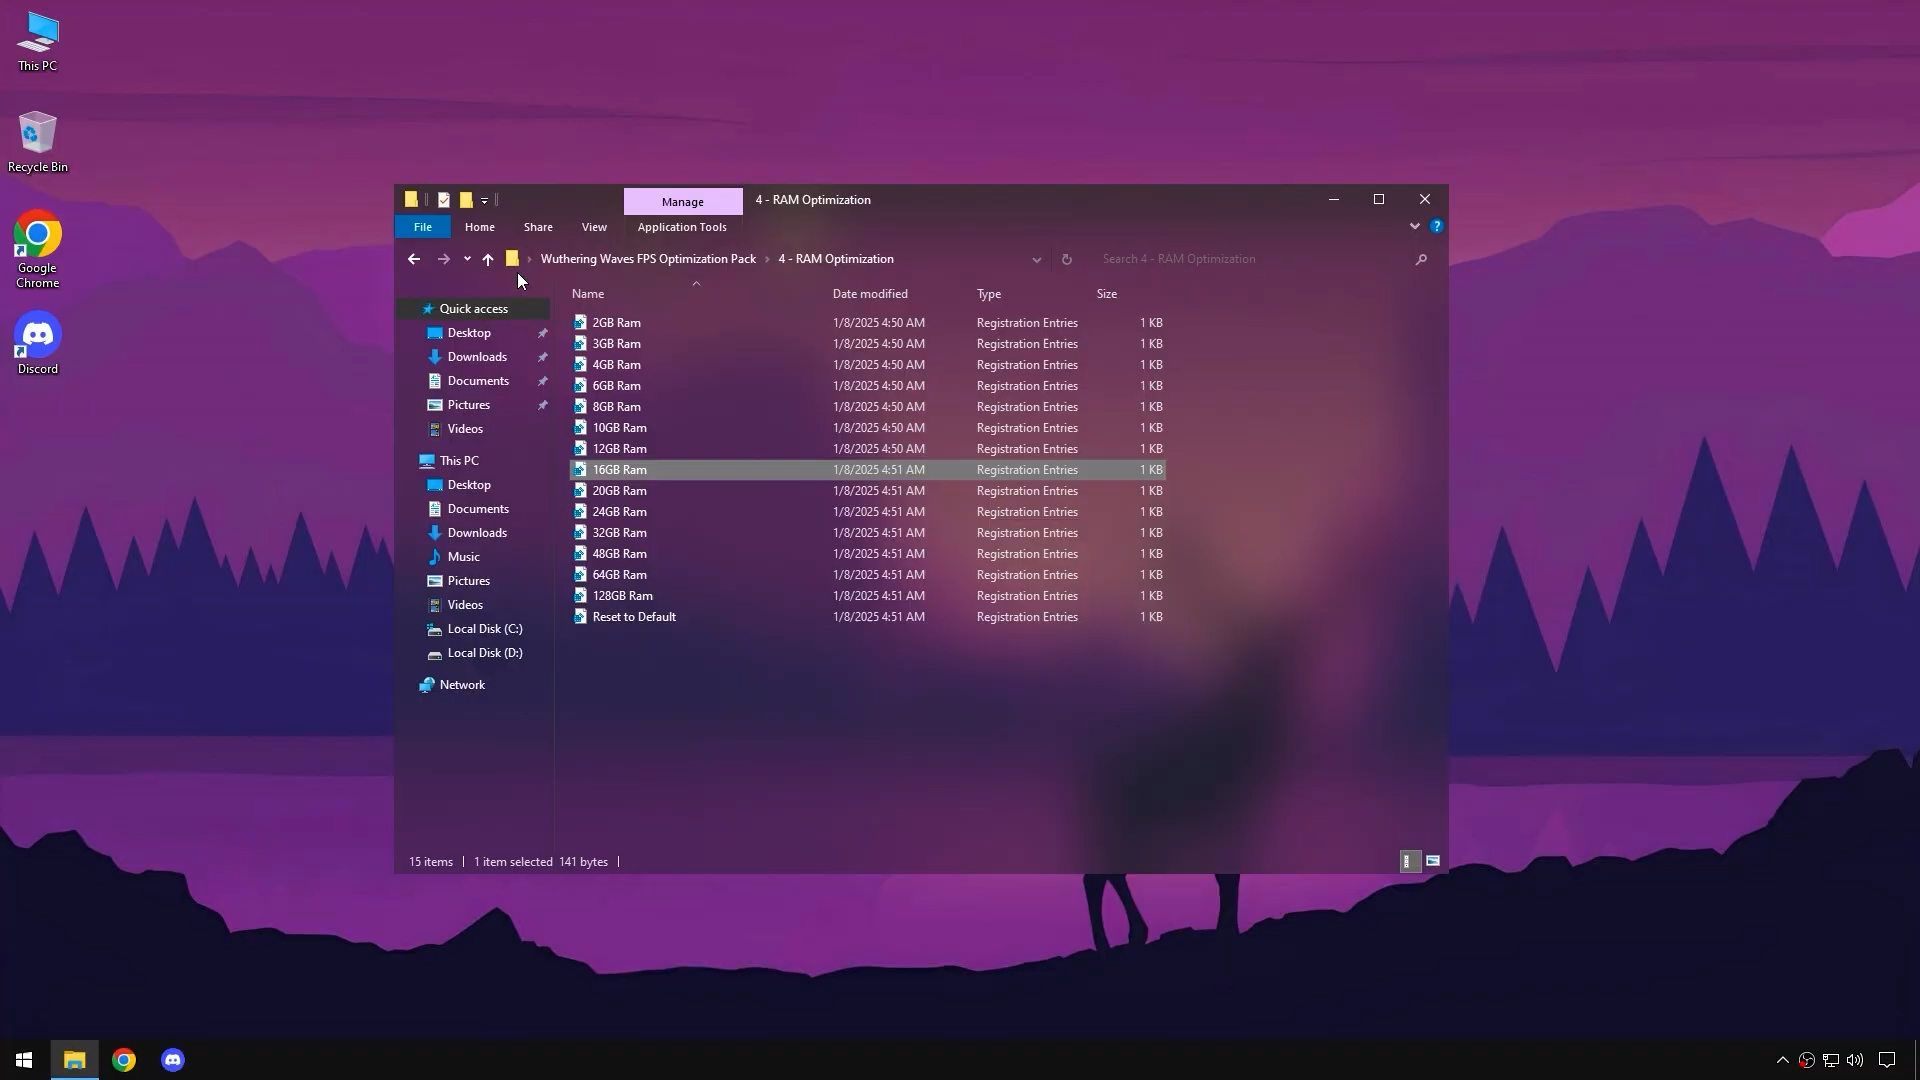 This PC
Recycle Bin
Google
Chrome
Discord
Manage
4 - RAM Optimization
File
Home
Share
View
Application Tools
Wuthering Waves FPS Optimization Pack
4 - RAM Optimization
Search 4 - RAM Optimization
Name
Date modified
Type
Size
Quick access
Desktop
Downloads
Documents
Pictures
Videos
This PC
Desktop
Documents
Downloads
Music
Pictures
Videos
Local Disk (C:)
Local Disk (D:)
Network
2GB Ram 1/8/2025 4:50 AM Registration Entries 1 KB
3GB Ram 1/8/2025 4:50 AM Registration Entries 1 KB
4GB Ram 1/8/2025 4:50 AM Registration Entries 1 KB
6GB Ram 1/8/2025 4:50 AM Registration Entries 1 KB
8GB Ram 1/8/2025 4:50 AM Registration Entries 1 KB
10GB Ram 1/8/2025 4:50 AM Registration Entries 1 KB
12GB Ram 1/8/2025 4:50 AM Registration Entries 1 KB
16GB Ram 1/8/2025 4:51 AM Registration Entries 1 KB
20GB Ram 1/8/2025 4:51 AM Registration Entries 1 KB
24GB Ram 1/8/2025 4:51 AM Registration Entries 1 KB
32GB Ram 1/8/2025 4:51 AM Registration Entries 1 KB
48GB Ram 1/8/2025 4:51 AM Registration Entries 1 KB
64GB Ram 1/8/2025 4:51 AM Registration Entries 1 KB
128GB Ram 1/8/2025 4:51 AM Registration Entries 1 KB
Reset to Default 1/8/2025 4:51 AM Registration Entries 1 KB
15 items
1 item selected 141 bytes